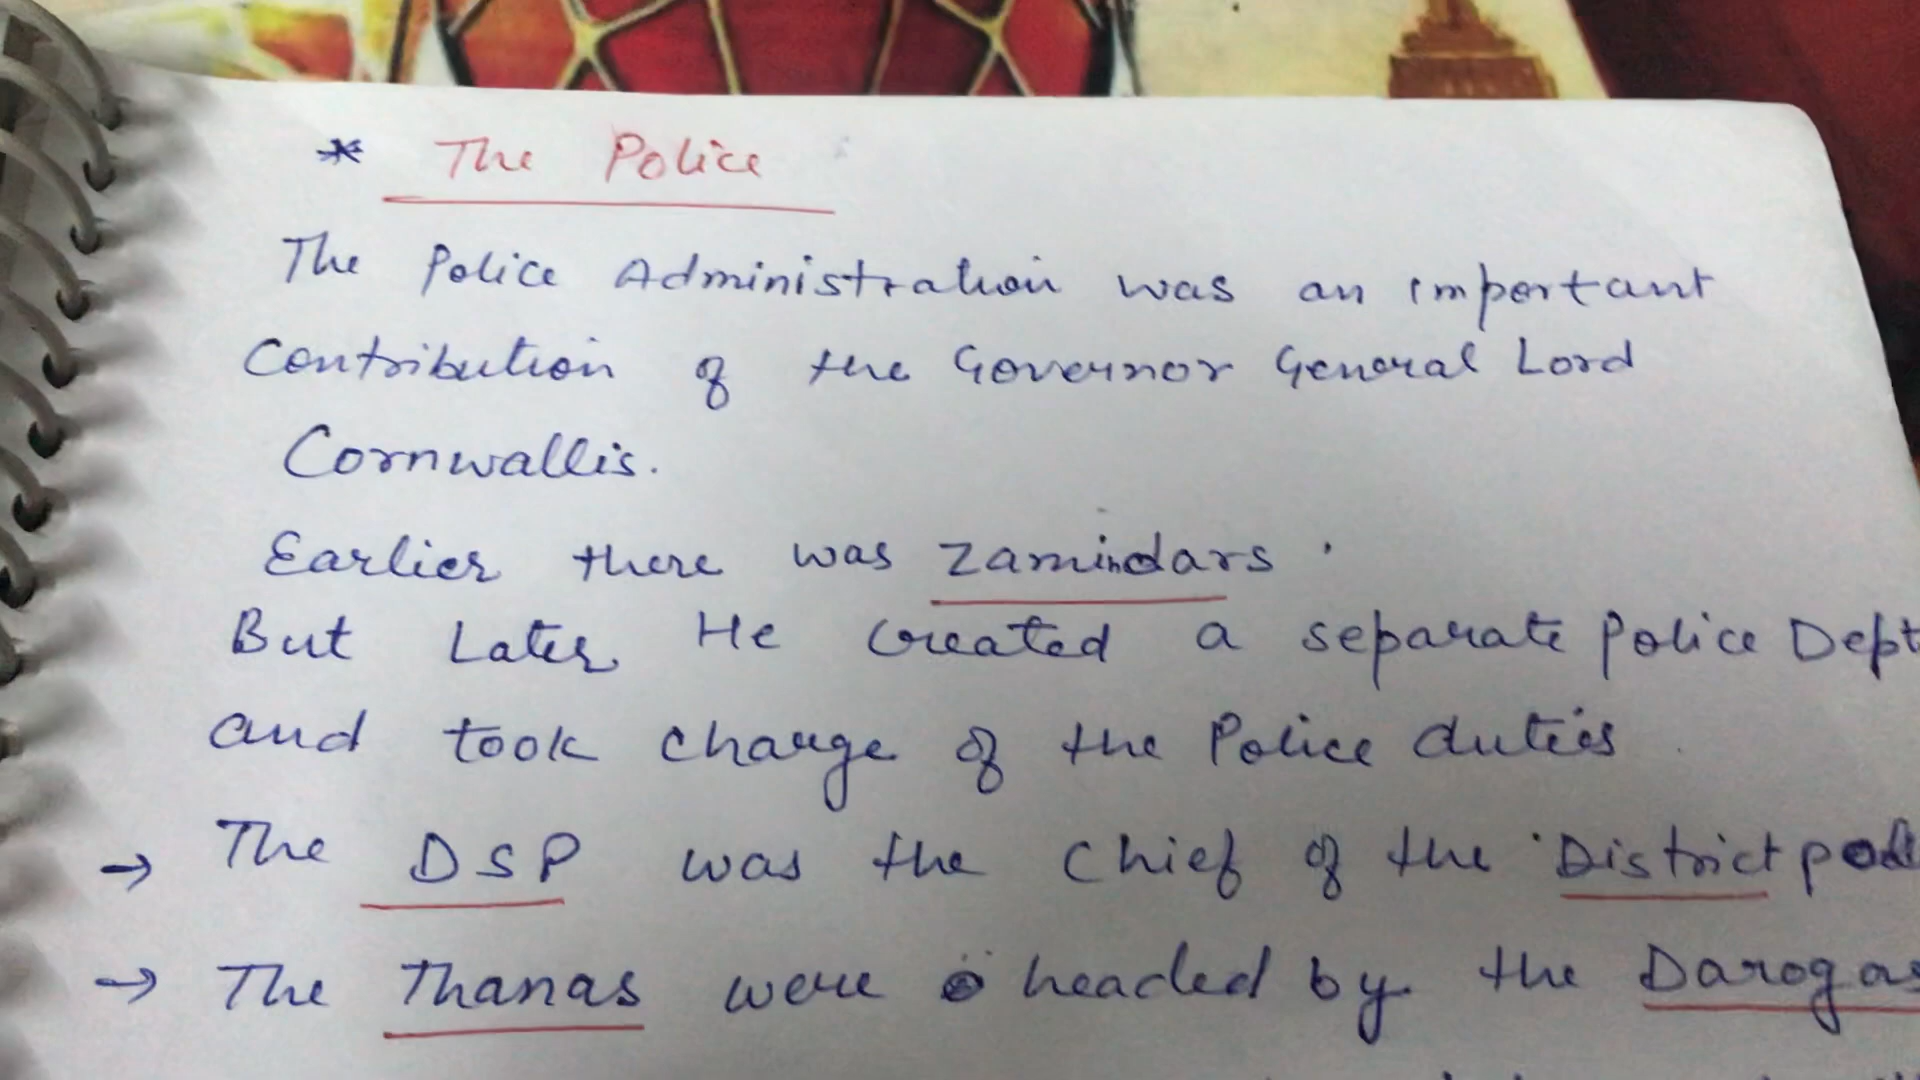 * The Police
The Police Administration was an important
Contribution of the Governor General Lord
Cornwallis.
Earlier there was Zamindars.
But Later He created a separate Police Dept
and took charge of the Police duties
→ The DSP was the Chief of the District
→ The Thanas were headed by the Darogas